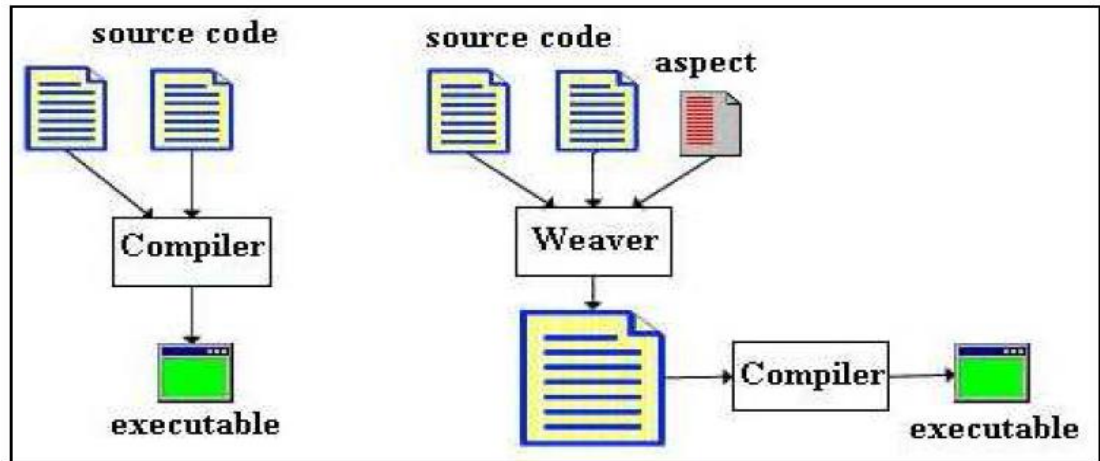 source code
Compiler
executable
source code
aspect
Weaver
Compiler
executable